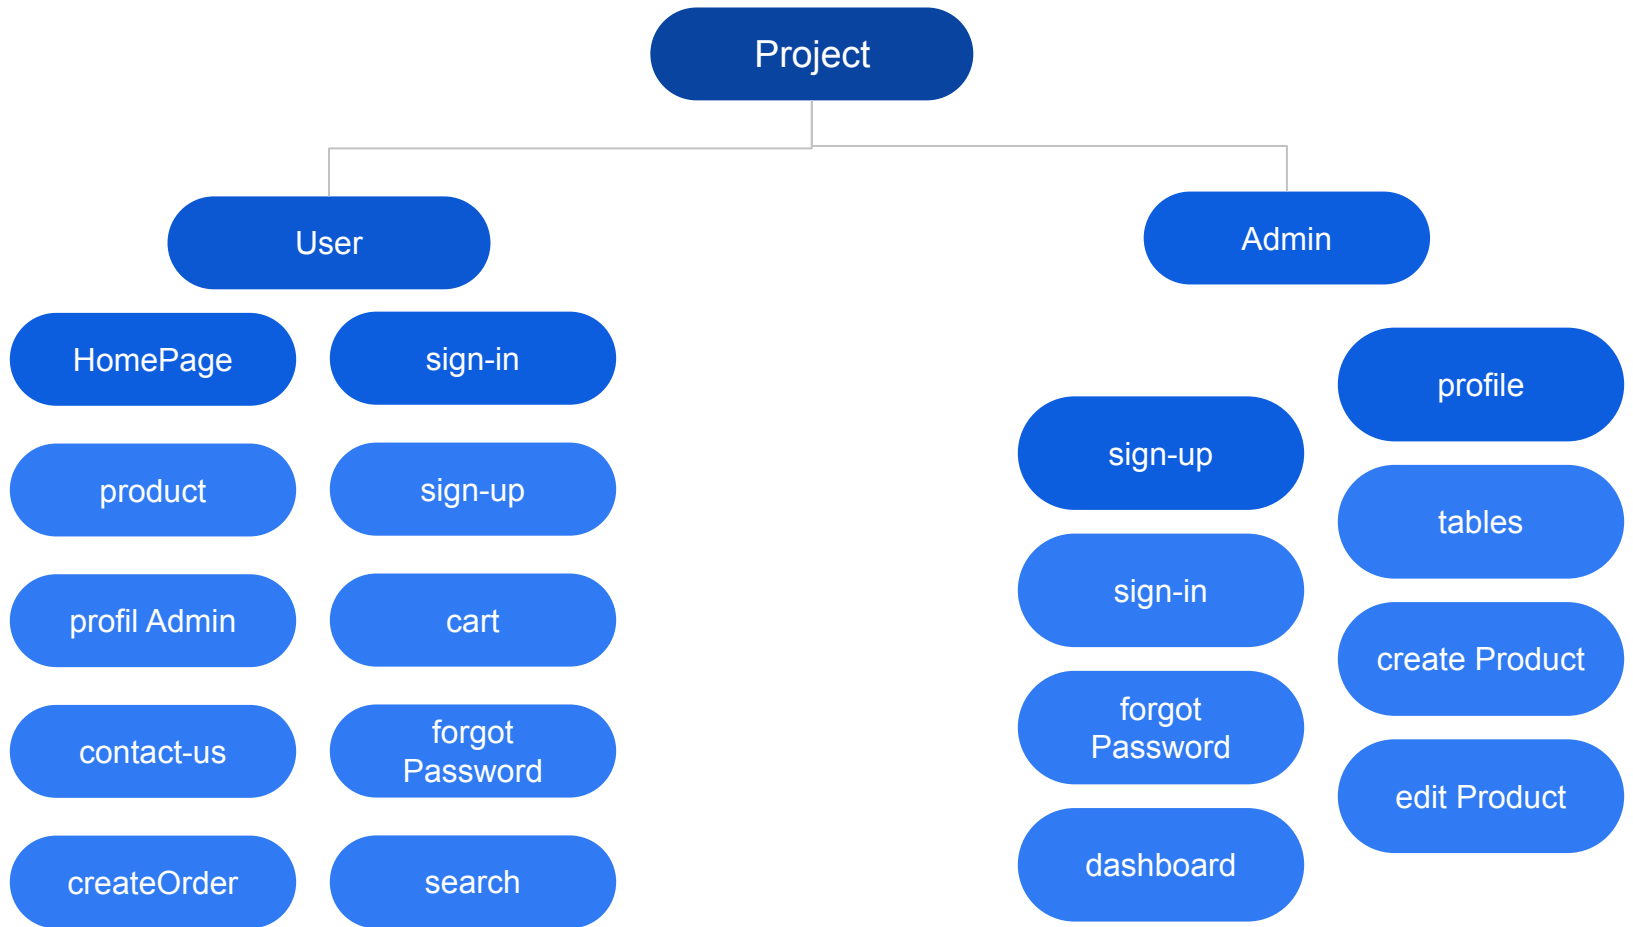 Project
User
Admin
HomePage
sign-in
product
sign-up
profil Admin
cart
contact-us
forgot
Password
createOrder
search
sign-up
sign-in
forgot
Password
dashboard
profile
tables
create Product
edit Product